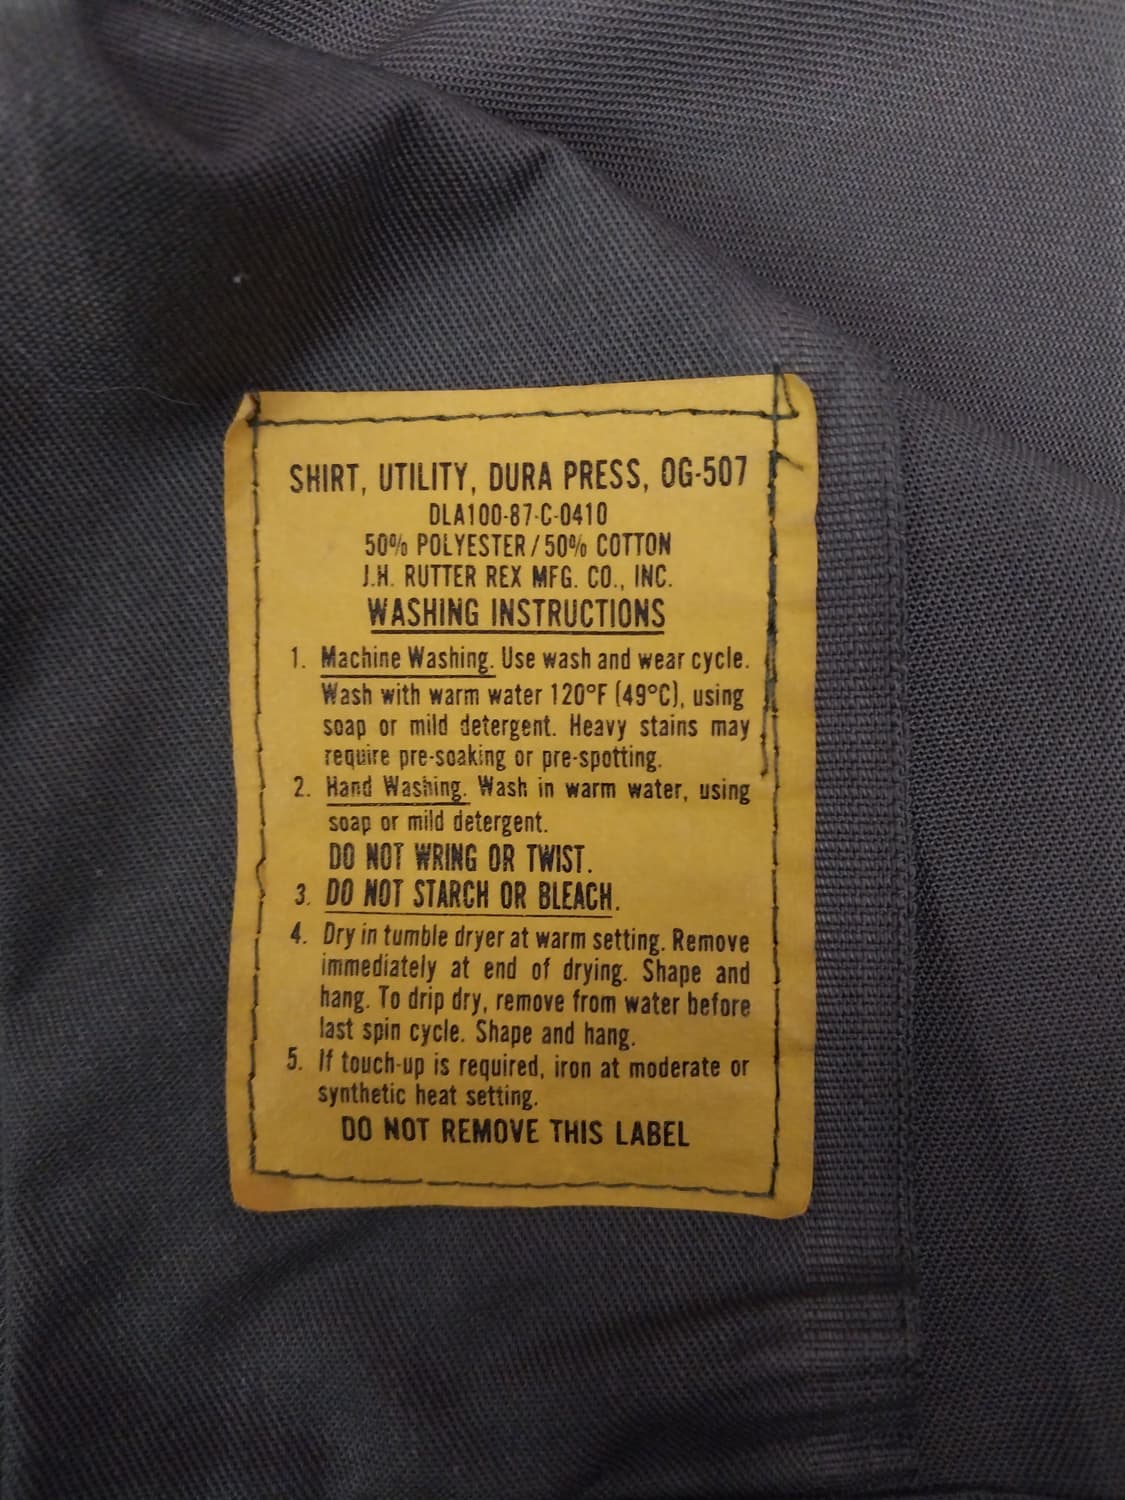 SHIRT, UTILITY, DURA PRESS, OG-507
DLA100-87-C-0410
50% POLYESTER/50% COTTON
J.H. RUTTER REX MFG. CO., INC.
WASHING INSTRUCTIONS
1. Machine Washing. Use wash and wear cycle.
Wash with warm water 120°F (49°C), using
soap or mild detergent. Heavy stains may
require pre-soaking or pre-spotting.
2. Hand Washing. Wash in warm water, using
soap or mild detergent.
DO NOT WRING OR TWIST.
3. DO NOT STARCH OR BLEACH.
4. Dry in tumble dryer at warm setting. Remove
immediately at end of drying. Shape and
hang. To drip dry, remove from water before
last spin cycle. Shape and hang.
5. If touch-up is required, iron at moderate or
synthetic heat setting.
DO NOT REMOVE THIS LABEL